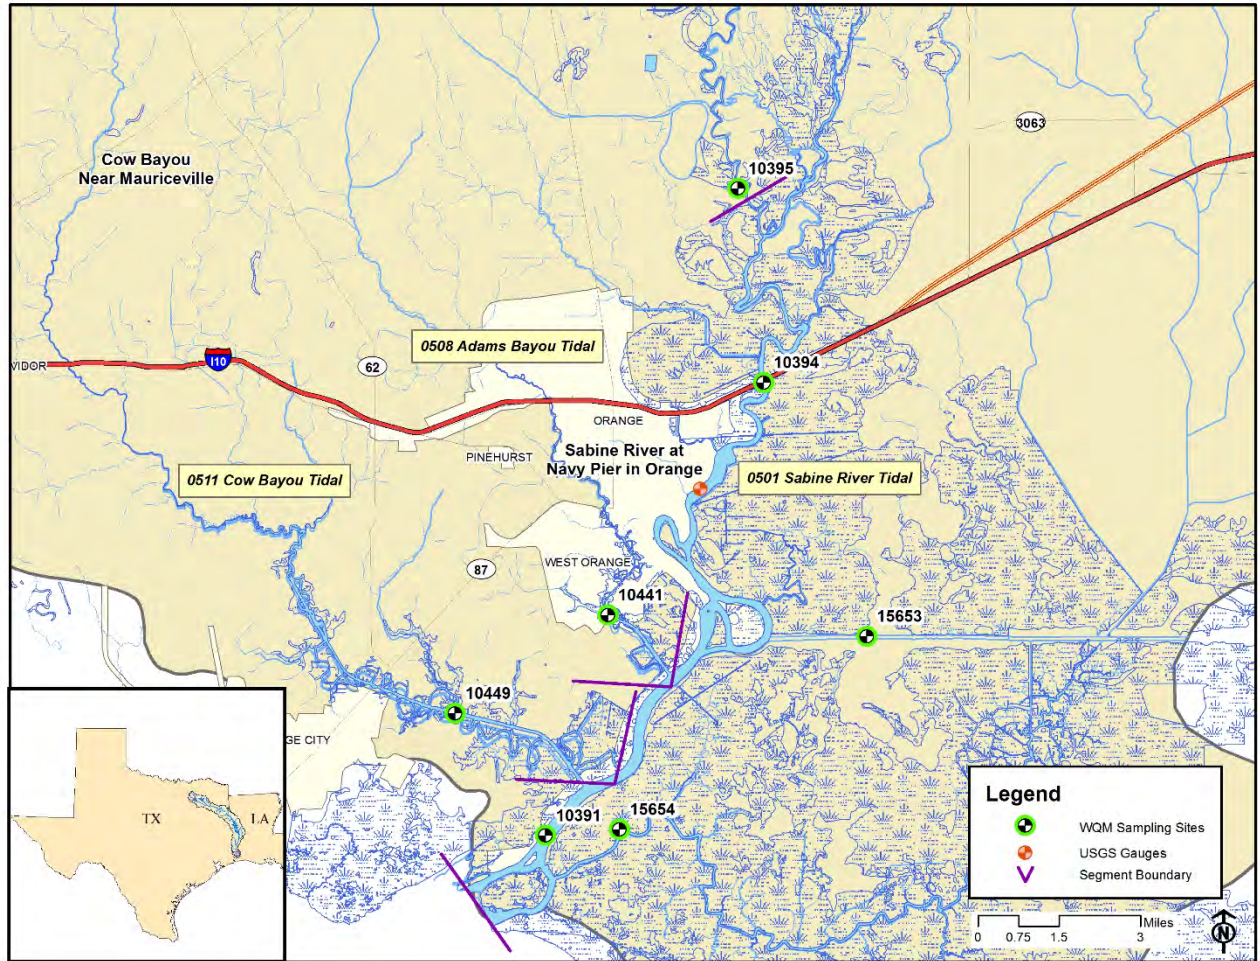 3063
Cow Bayou
Near Mauriceville
10395
0508 Adams Bayou Tidal
I10
VIDOR
62
10394
ORANGE
PINEHURST
Sabine River at
Navy Pier in Orange
0511 Cow Bayou Tidal
0501 Sabine River Tidal
WEST ORANGE
87
10441
15653
10449
GE CITY
10391
15654
TX
LA
Legend
WQM Sampling Sites
USGS Gauges
Segment Boundary
Miles
0 0.75 1.5 3
N